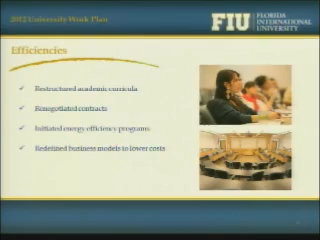 2012 University Work Plan
FIU FLORIDA
INTERNATIONAL
UNIVERSITY
Efficiencies
Restructured academic curricula
Renegotiated contracts
Initiated energy efficiency programs
Redefined business models to lower costs